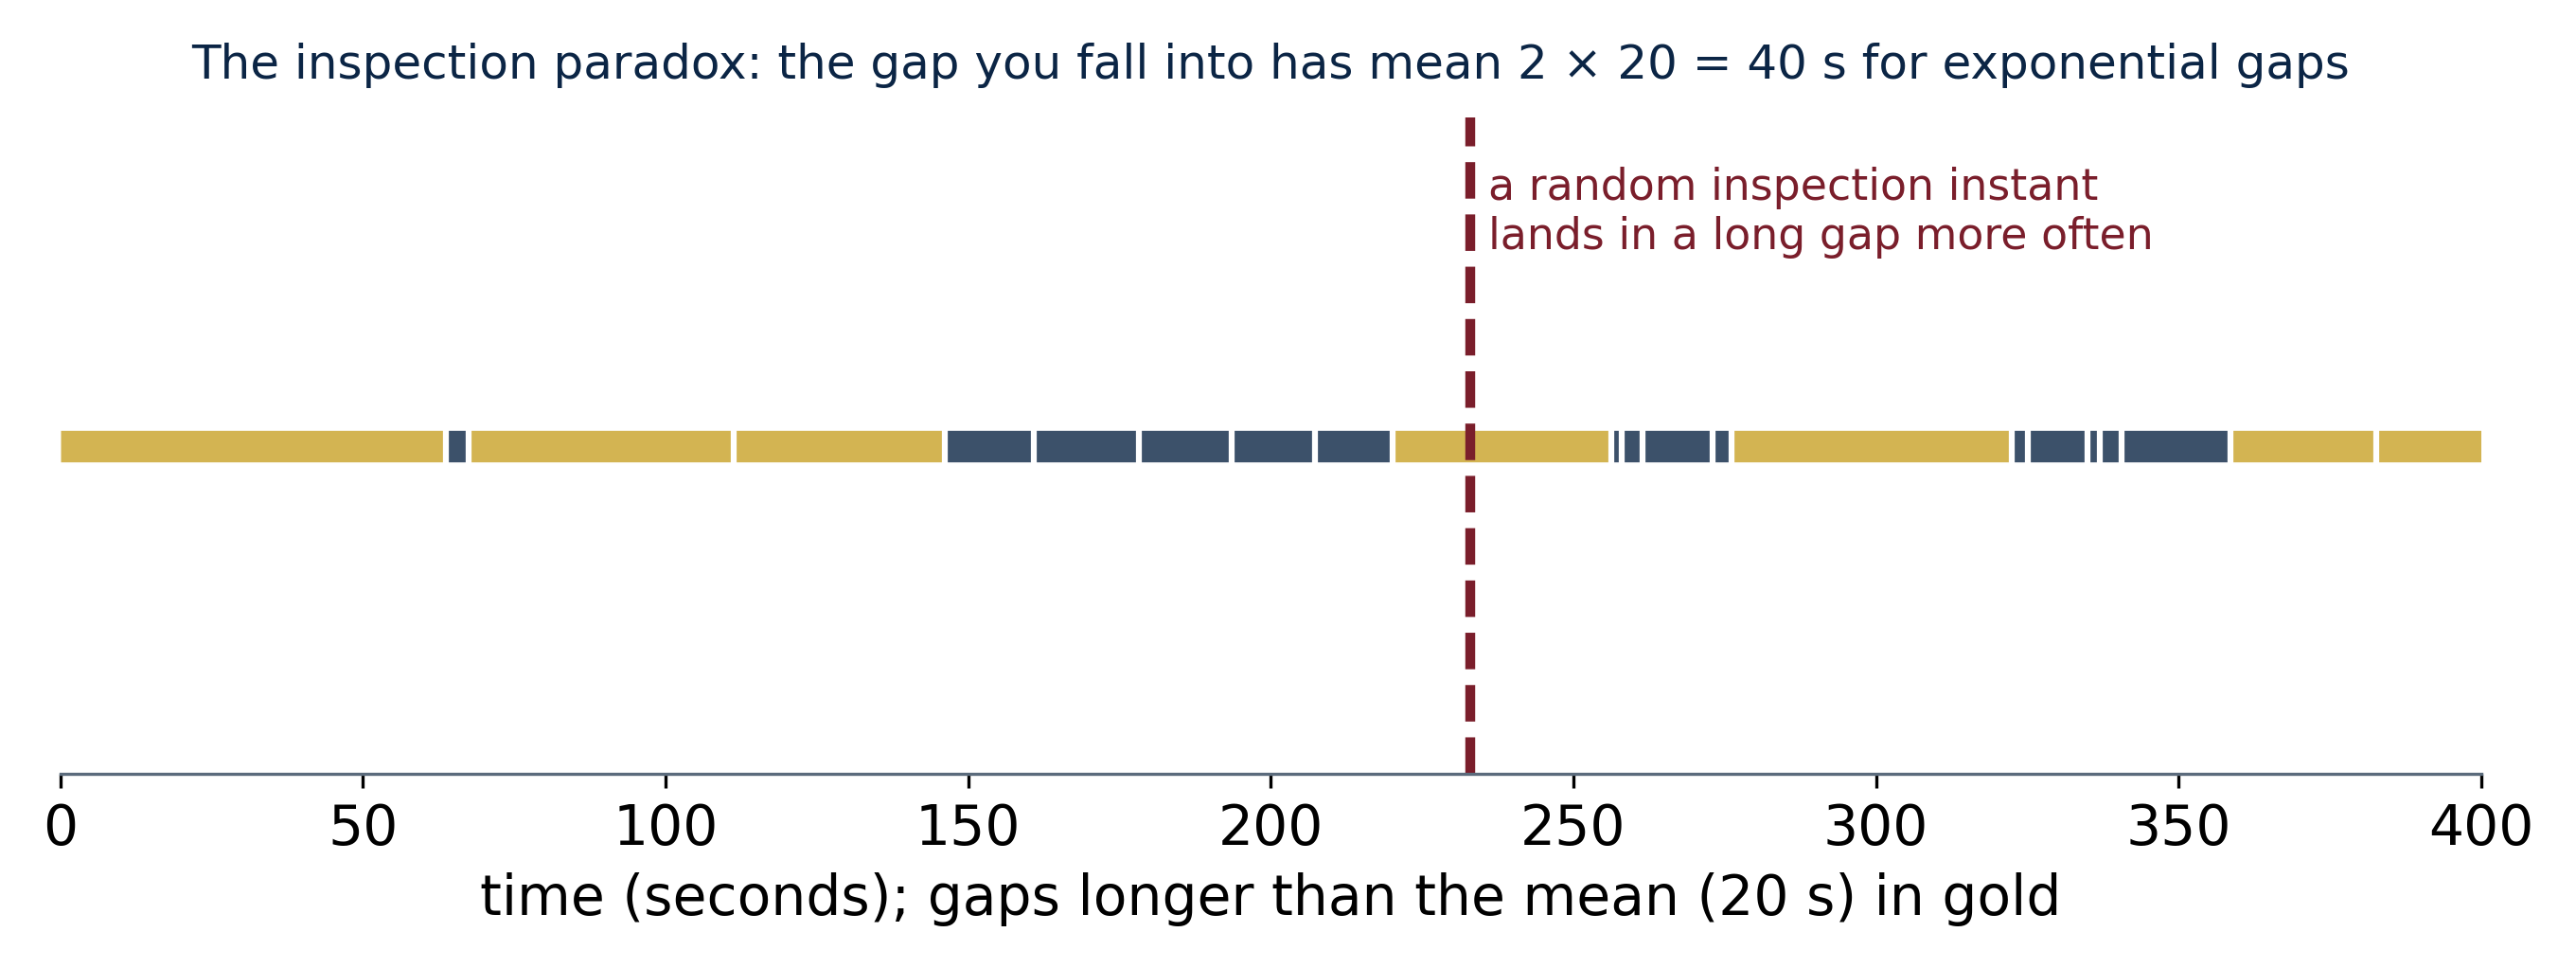 The inspection paradox: the gap you fall into has mean 2 × 20 = 40 s for exponential gaps
a random inspection instant
lands in a long gap more often
0 50 100 150 200 250 300 350 400
time (seconds); gaps longer than the mean (20 s) in gold